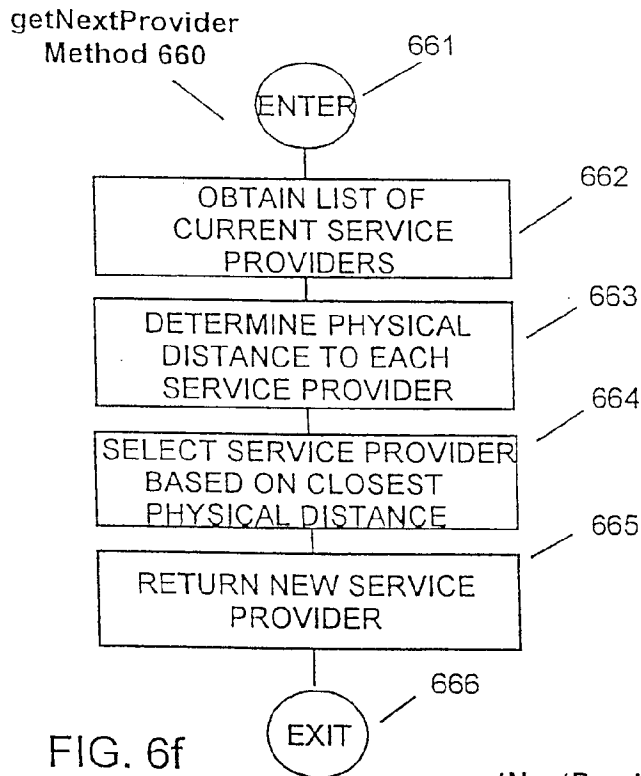 getNextProvider
Method 660
661
ENTER
662
OBTAIN LIST OF
CURRENT SERVICE
PROVIDERS
663
DETERMINE PHYSICAL
DISTANCE TO EACH
SERVICE PROVIDER
664
SELECT SERVICE PROVIDER
BASED ON CLOSEST
PHYSICAL DISTANCE
665
RETURN NEW SERVICE
PROVIDER
666
EXIT
FIG. 6f